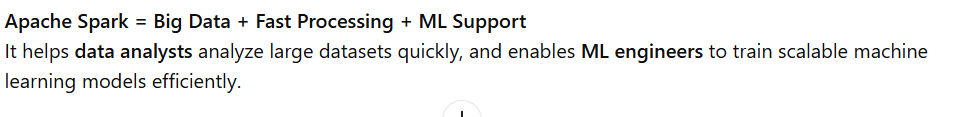 Apache Spark = Big Data + Fast Processing + ML Support
It helps data analysts analyze large datasets quickly, and enables ML engineers to train scalable machine
learning models efficiently.